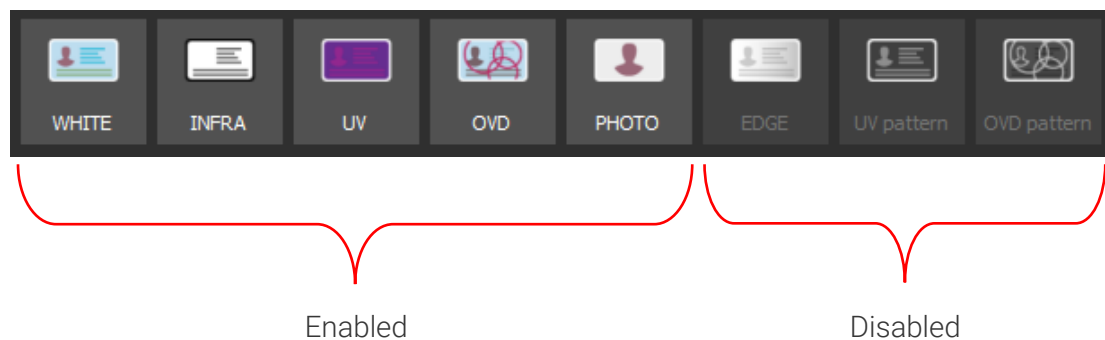 WHITE INFRA UV OVD PHOTO EDGE UV pattern OVD pattern
Enabled Disabled